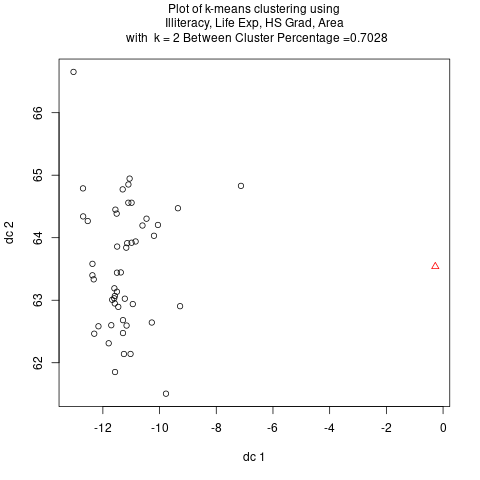 Plot of k-means clustering using
Illiteracy, Life Exp, HS Grad, Area
with k = 2 Between Cluster Percentage =0.7028
66
65
64
63
62
dc 2
-12 -10 -8 -6 -4 -2 0
dc 1